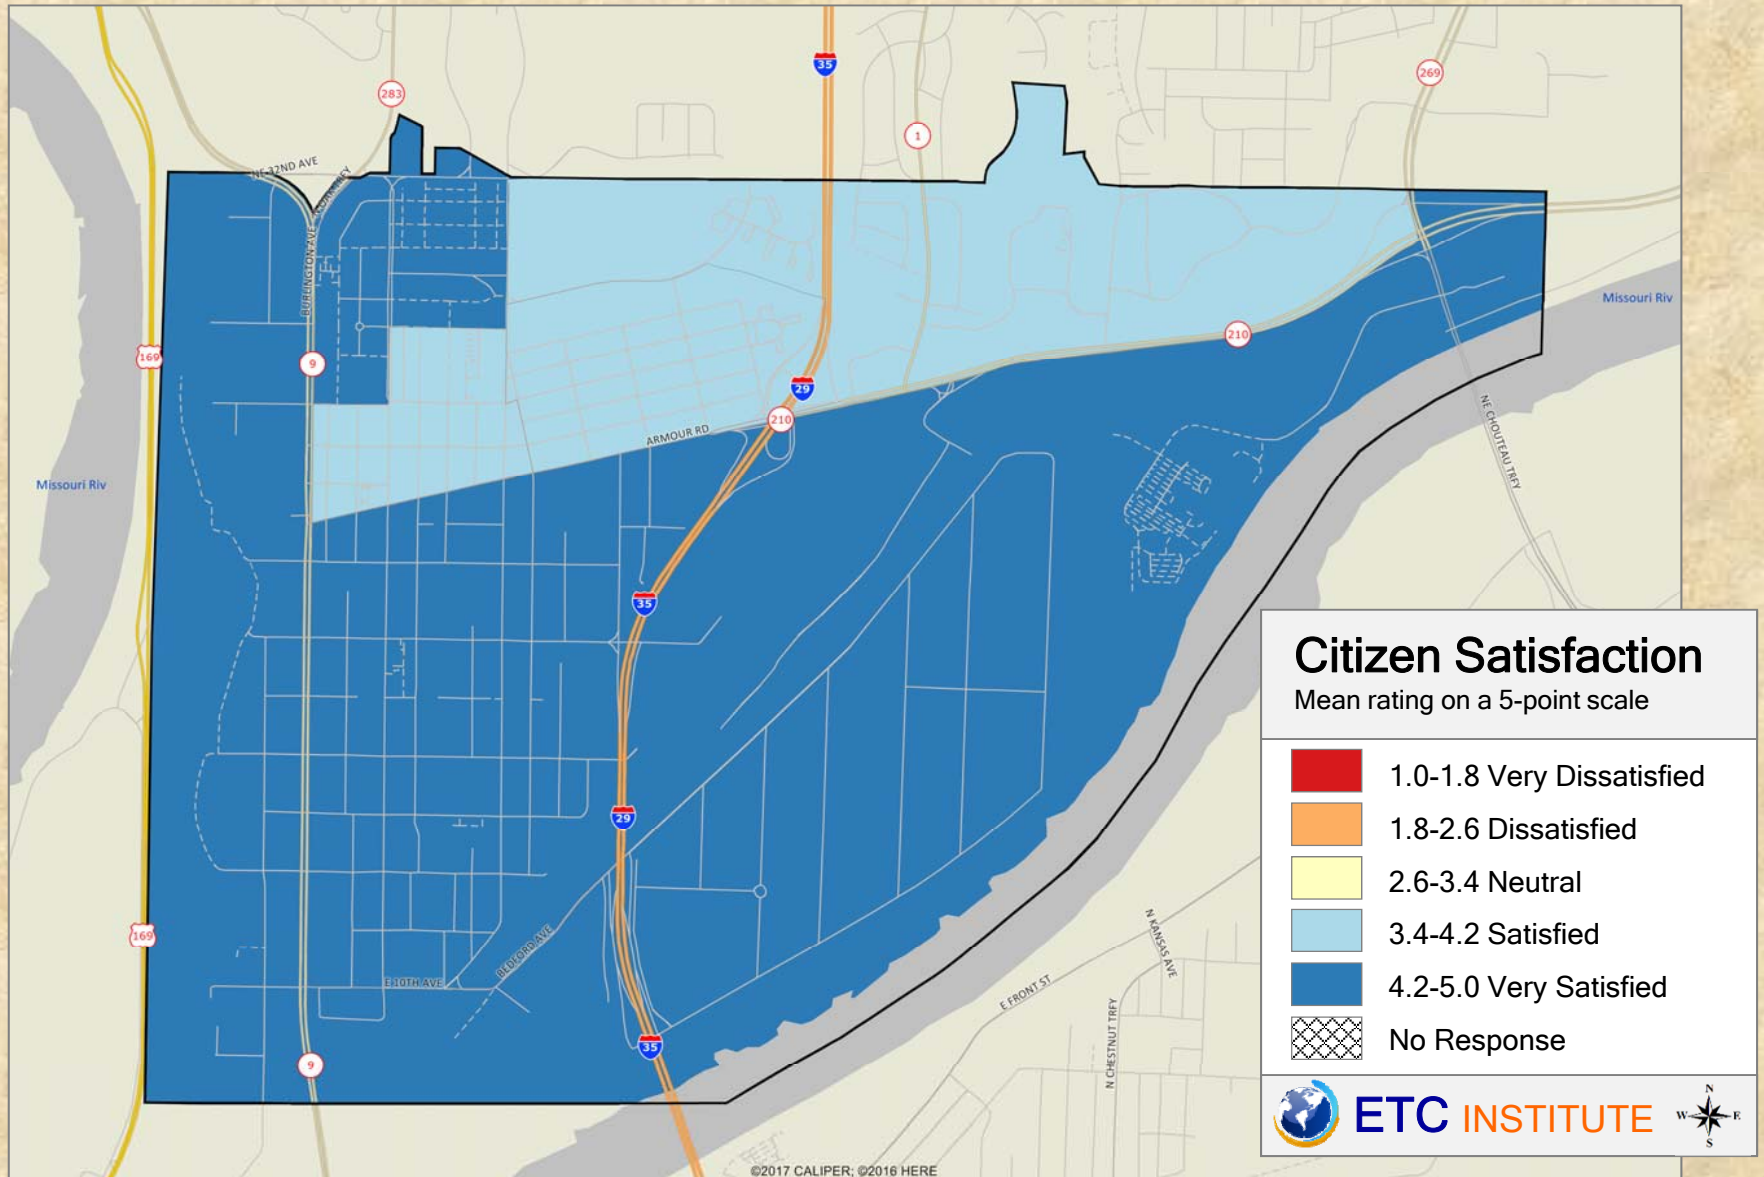 35
269
283
1
NE 32ND AVE
BURLINGTON AVE
Missouri Riv
169
210
9
29
210
ARMOUR RD
NE CHOUTEAU TRFY
Missouri Riv
35
Citizen Satisfaction
Mean rating on a 5-point scale
1.0-1.8 Very Dissatisfied
1.8-2.6 Dissatisfied
2.6-3.4 Neutral
3.4-4.2 Satisfied
4.2-5.0 Very Satisfied
No Response
29
169
BEDFORD AVE
E 10TH AVE
N KANSAS AVE
E FRONT ST
N CHESTNUT TRFY
35
9
ETC INSTITUTE
N
W E
S
©2017 CALIPER; ©2016 HERE